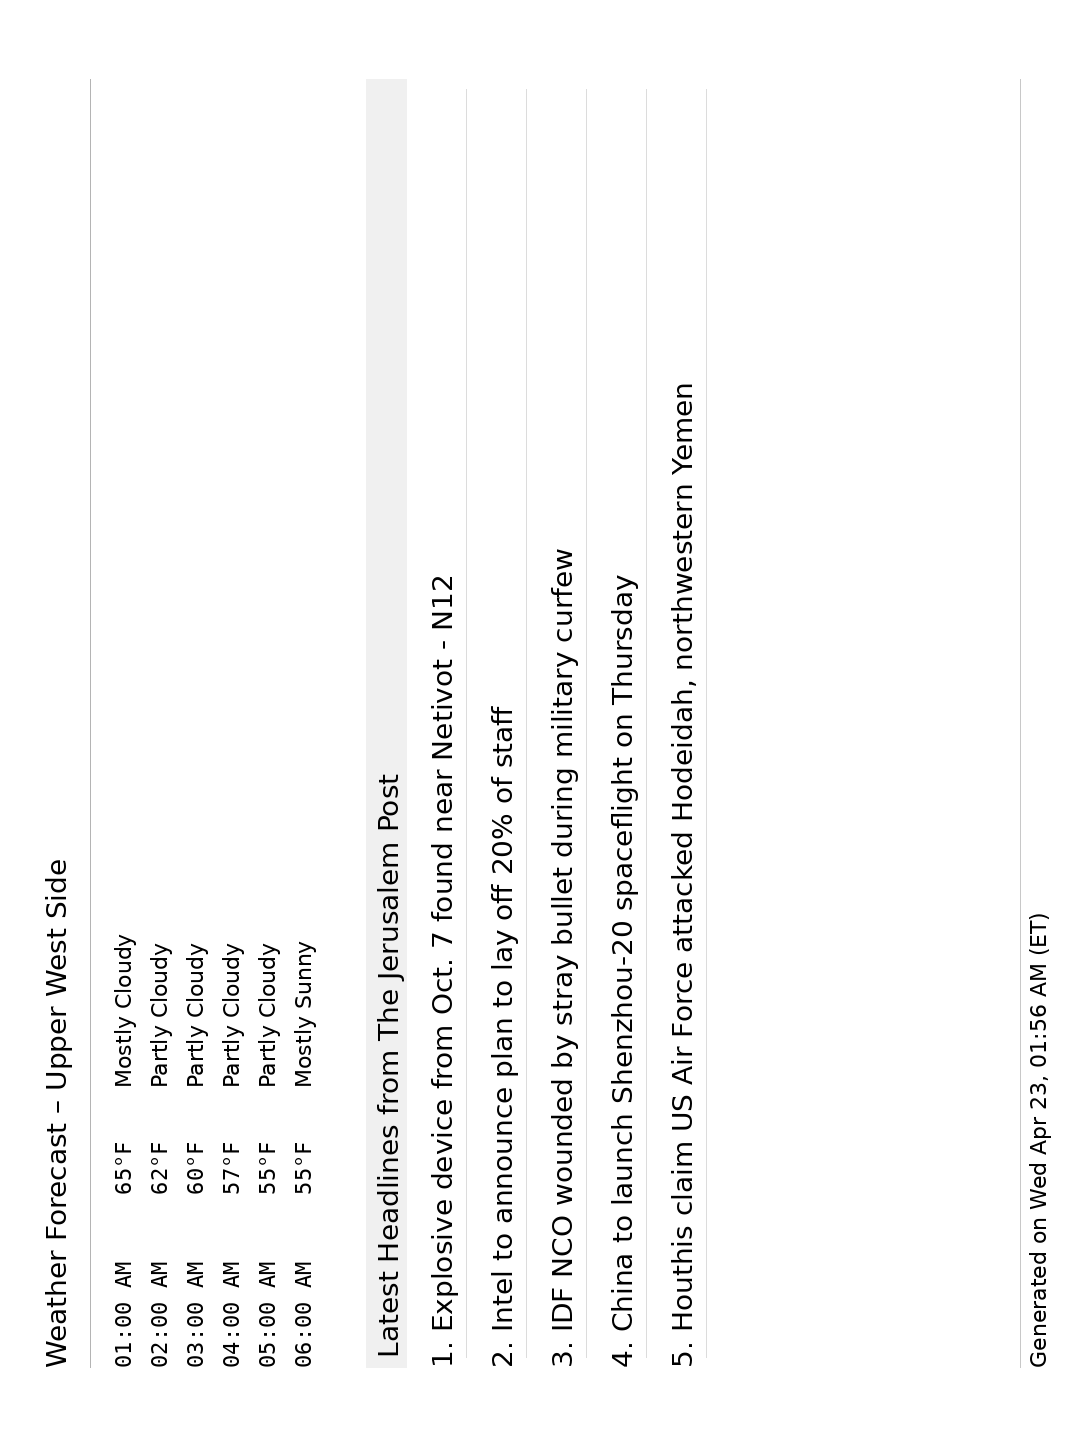 Weather Forecast – Upper West Side
01:00 AM 65°F Mostly Cloudy
02:00 AM 62°F Partly Cloudy
03:00 AM 60°F Partly Cloudy
04:00 AM 57°F Partly Cloudy
05:00 AM 55°F Partly Cloudy
06:00 AM 55°F Mostly Sunny
Latest Headlines from The Jerusalem Post
1. Explosive device from Oct. 7 found near Netivot - N12
2. Intel to announce plan to lay off 20% of staff
3. IDF NCO wounded by stray bullet during military curfew
4. China to launch Shenzhou-20 spaceflight on Thursday
5. Houthis claim US Air Force attacked Hodeidah, northwestern Yemen
Generated on Wed Apr 23, 01:56 AM (ET)